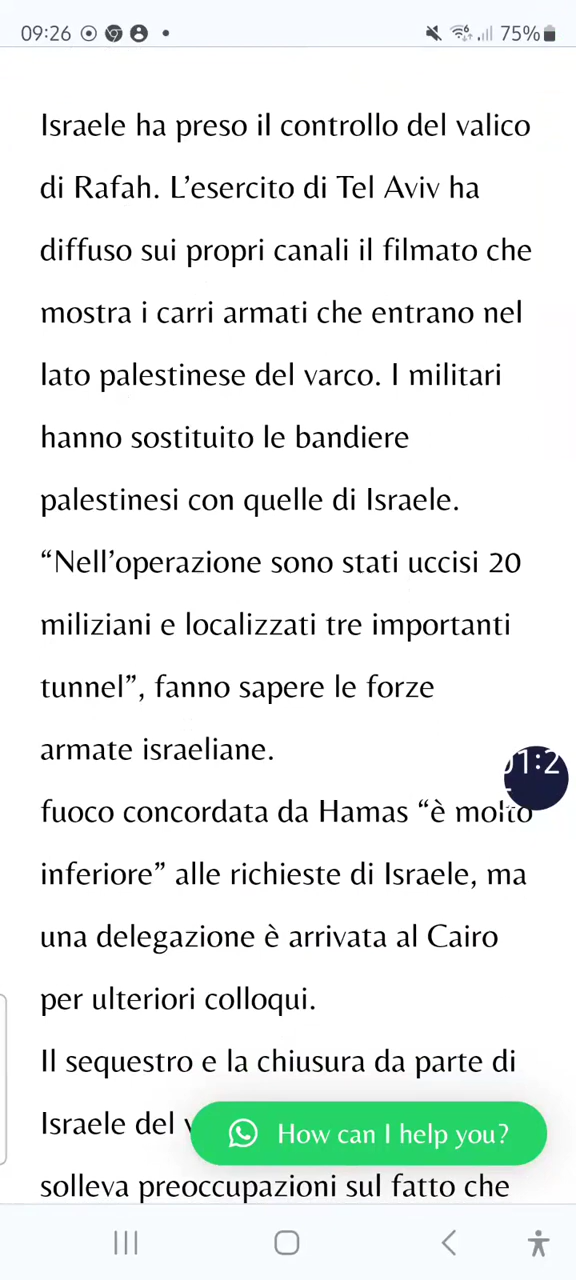 09:26
75%
Israele ha preso il controllo del valico
di Rafah. L’esercito di Tel Aviv ha
diffuso sui propri canali il filmato che
mostra i carri armati che entrano nel
lato palestinese del varco. I militari
hanno sostituito le bandiere
palestinesi con quelle di Israele.
“Nell’operazione sono stati uccisi 20
miliziani e localizzati tre importanti
tunnel”, fanno sapere le forze
armate israeliane.
fuoco concordata da Hamas “è molto
inferiore” alle richieste di Israele, ma
una delegazione è arrivata al Cairo
per ulteriori colloqui.
Il sequestro e la chiusura da parte di
Israele del
How can I help you?
solleva preoccupazioni sul fatto che